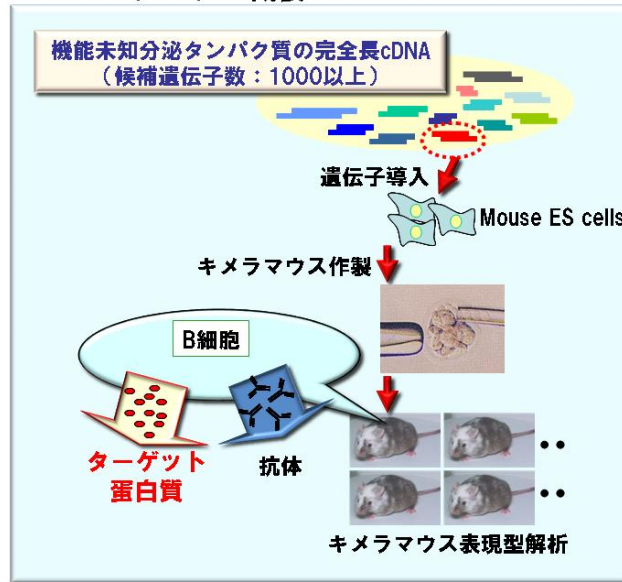 機能未知分泌タンパク質の完全長cDNA
(候補遺伝子数：1000以上)
遺伝子導入
Mouse ES cells
キメラマウス作製
B細胞
ターゲット
蛋白質
抗体
キメラマウス表現型解析